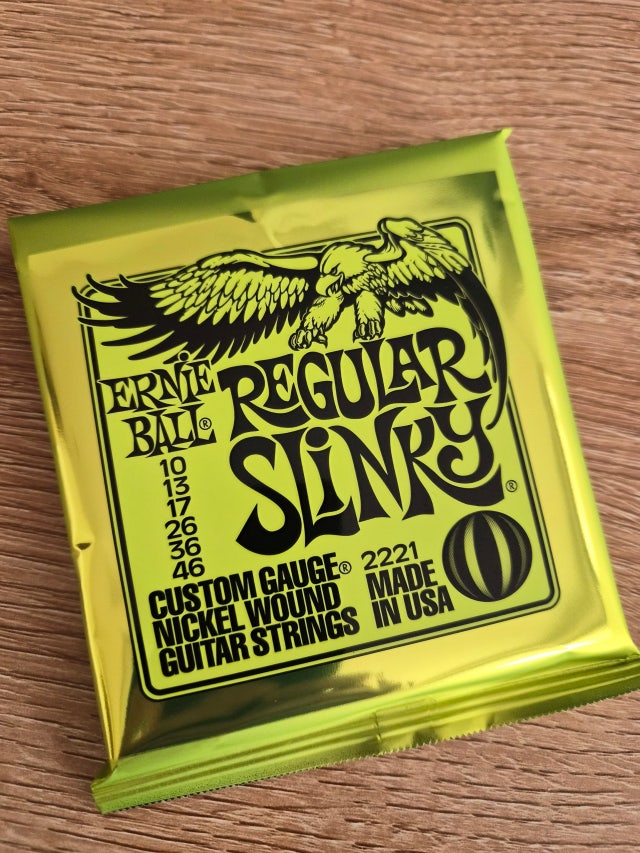 ERNIE
BALL®
REGULAR
SLINKY®
10
13
17
26
36
46
CUSTOM GAUGE®
NICKEL WOUND
GUITAR STRINGS
2221
MADE
IN USA